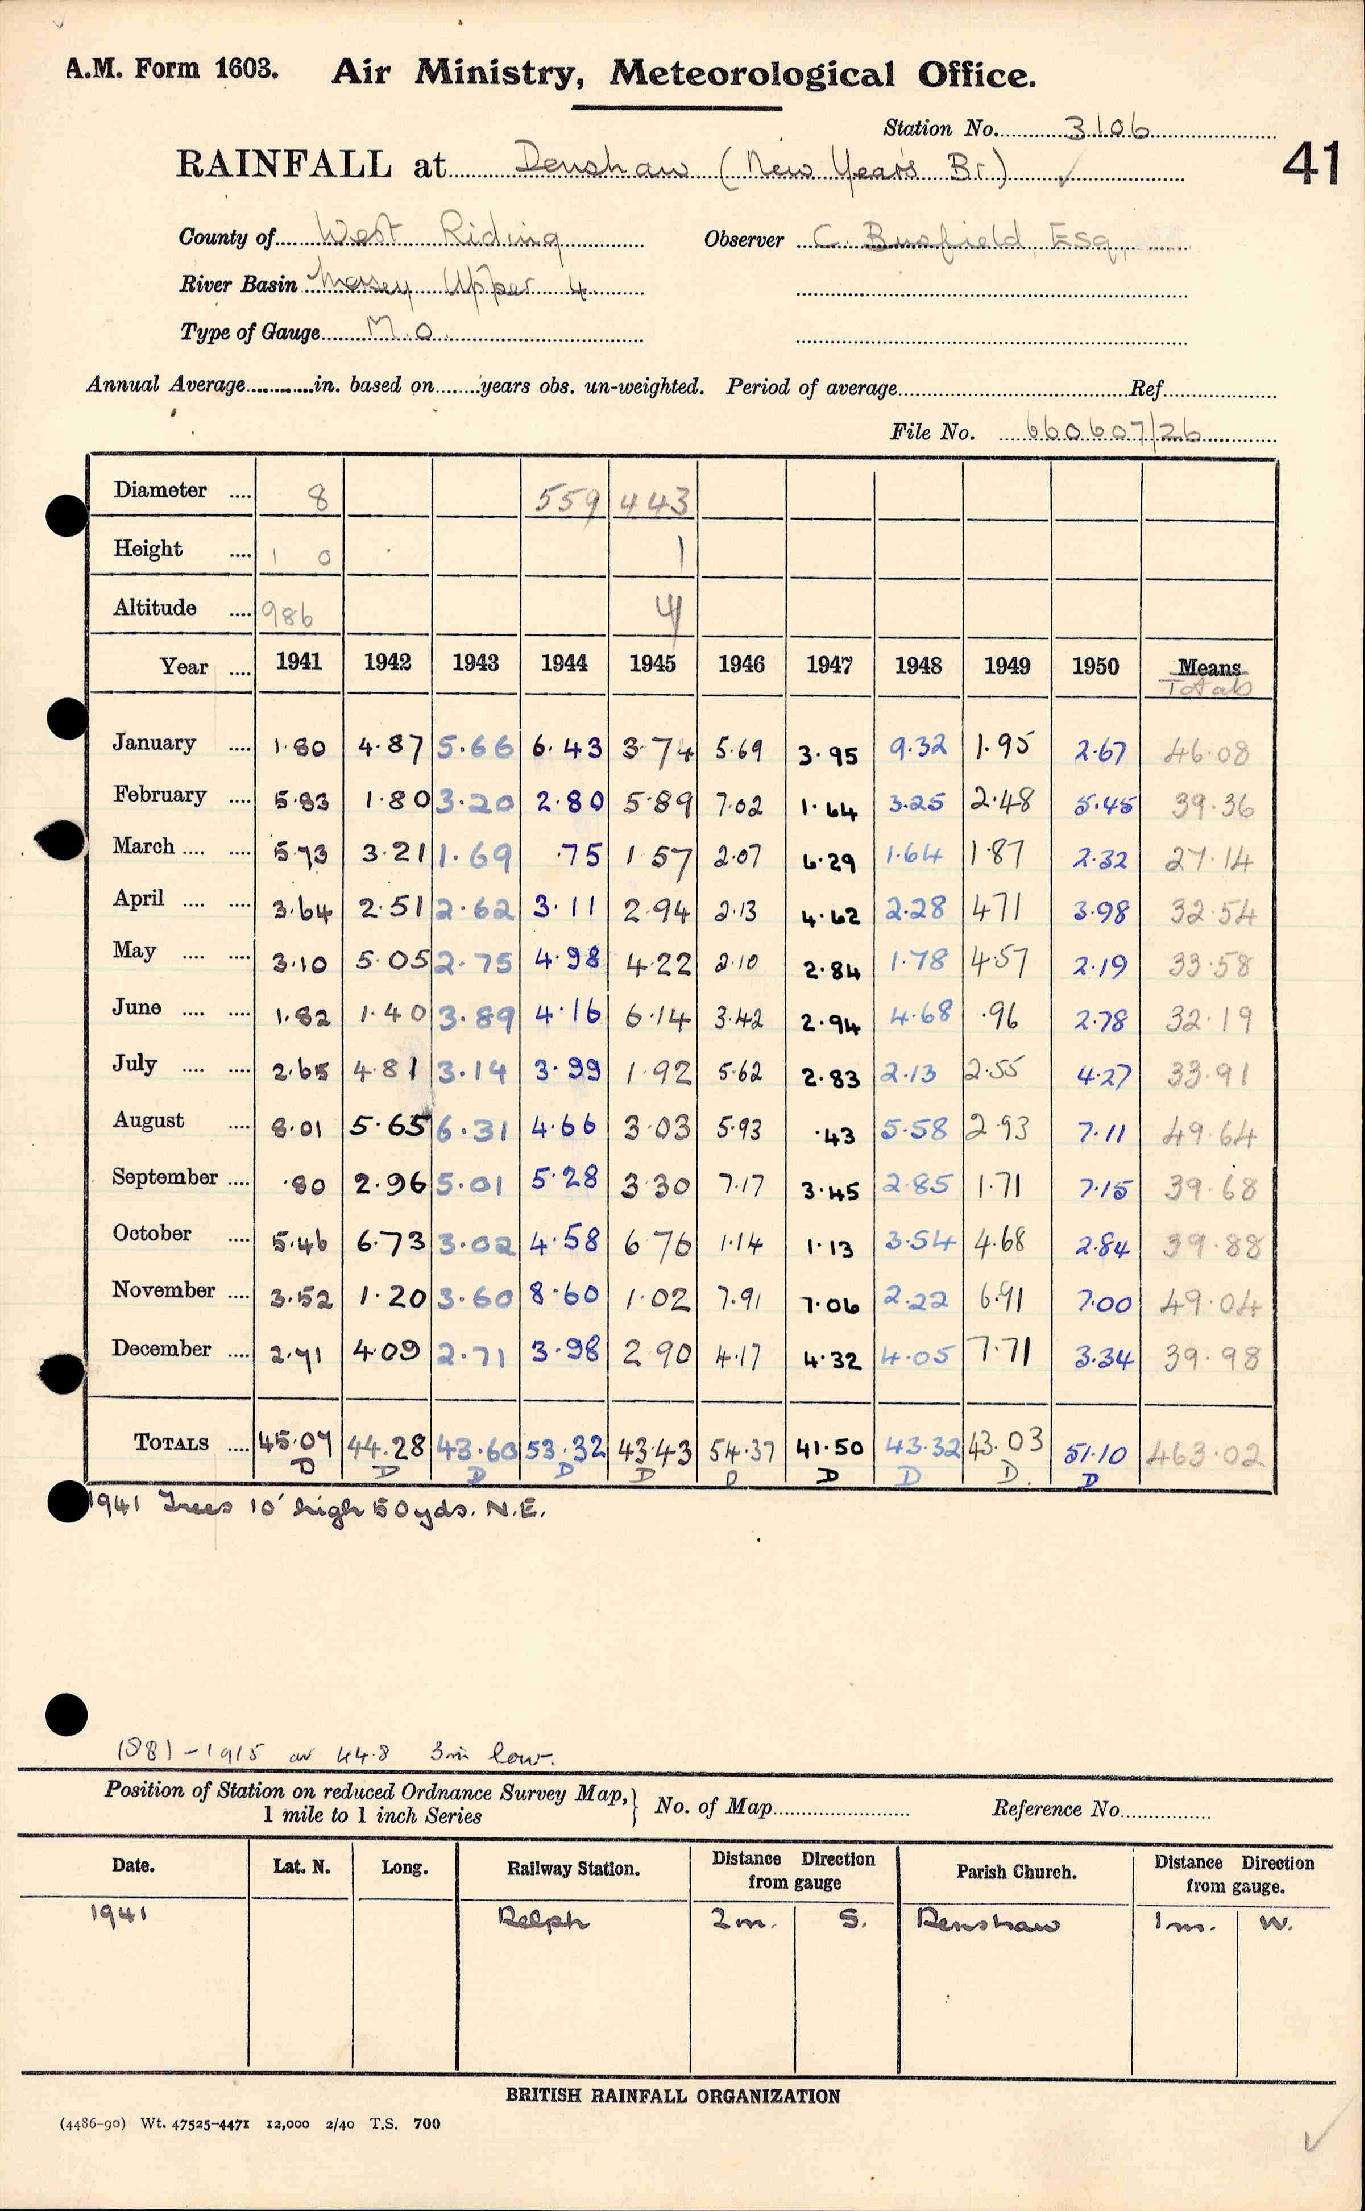 A.M. Form 1603. Air Ministry, Meteorological Office.
Station No. 3106
41
RAINFALL at Denshaw (New Year's Br.)
County of West Riding Observer C. Busfield, Esq.,
River Basin Mersey Upper 4
Type of Gauge M.O.
Annual Average in. based on years obs. un-weighted. Period of average Ref.
File No. 660607/26
Diameter .... 8 559 443
Height .... 1 0 1
Altitude .... 986
Year .... 1941 1942 1943 1944 1945 1946 1947 1948 1949 1950 Means
Totals
January .... 1.80 4.87 5.66 6.43 3.74 5.69 3.95 9.32 1.95 2.67 46.08
February .... 5.83 1.80 3.20 2.80 5.89 7.02 1.64 3.25 2.48 5.45 39.36
March .... .... 5.73 3.21 1.69 .75 1 57 2.07 6.29 1.64 1.87 2.32 27.14
April .... .... 3.64 2.51 2.62 3.11 2.94 2.13 4.62 2.28 4 71 3.98 32.54
May .... .... 3.10 5.05 2.75 4.98 4.22 2.10 2.84 1.78 4.57 2.19 33.58
June .... .... 1.82 1.40 3.89 4.16 6.14 3.42 2.94 4.68 .96 2.78 32.19
July .... .... 2.65 4 81 3.14 3.99 1.92 5.62 2.83 2.13 2.55 4.27 33.91
August .... 8.01 5.65 6.31 4.66 3.03 5.93 .43 5.58 2.93 7.11 49.64
September .... .80 2.96 5.01 5.28 3.30 7.17 3.45 2.85 1.71 7.15 39.68
October .... 5.46 6.73 3.02 4.58 6.76 1.14 1.13 3.54 4.68 2.84 39.88
November .... 3.52 1.20 3.60 8.60 1.02 7.91 7.06 2.22 6.91 7.00 49.04
December .... 2.71 4.09 2.71 3.98 2.90 4.17 4.32 4.05 7.71 3.34 39.98
TOTALS .... 45.07 44.28 43.60 53.32 43.43 54.37 41.50 43.32 43.03 51.10 463.02
D D D D D D D D D. D
1941 Trees 10' high 50yds. N.E.
1881-1915 av 44.8 3in low.
Position of Station on reduced Ordnance Survey Map,} No. of Map Reference No.
1 mile to 1 inch Series
Date. Lat. N. Long. Railway Station. Distance Direction from gauge Parish Church. Distance Direction from gauge.
1941 Delph 2m. S. Denshaw 1m. W.
BRITISH RAINFALL ORGANIZATION
(4486-90) Wt. 47525-4471 12,000 2/40 T.S. 700